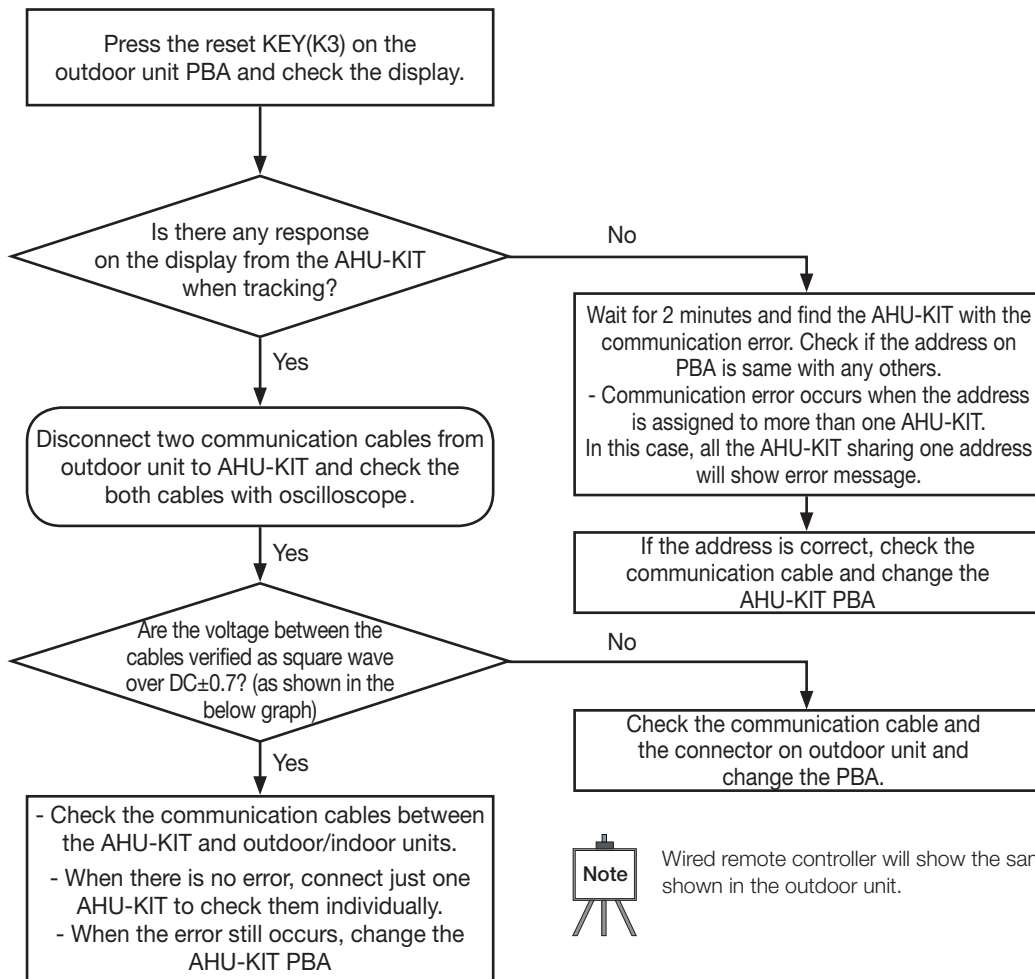 Press the reset KEY(K3) on the
outdoor unit PBA and check the display.
Is there any response
on the display from the AHU-KIT
when tracking?
No
Yes
Wait for 2 minutes and find the AHU-KIT with the
communication error. Check if the address on
PBA is same with any others.
- Communication error occurs when the address
is assigned to more than one AHU-KIT.
In this case, all the AHU-KIT sharing one address
will show error message.
Disconnect two communication cables from
outdoor unit to AHU-KIT and check the
both cables with oscilloscope.
Yes
If the address is correct, check the
communication cable and change the
AHU-KIT PBA
Are the voltage between the
cables verified as square wave
over DC±0.7? (as shown in the
below graph)
No
Yes
Check the communication cable and
the connector on outdoor unit and
change the PBA.
- Check the communication cables between
the AHU-KIT and outdoor/indoor units.
- When there is no error, connect just one
AHU-KIT to check them individually.
- When the error still occurs, change the
AHU-KIT PBA
Note
Wired remote controller will show the
shown in the outdoor unit.